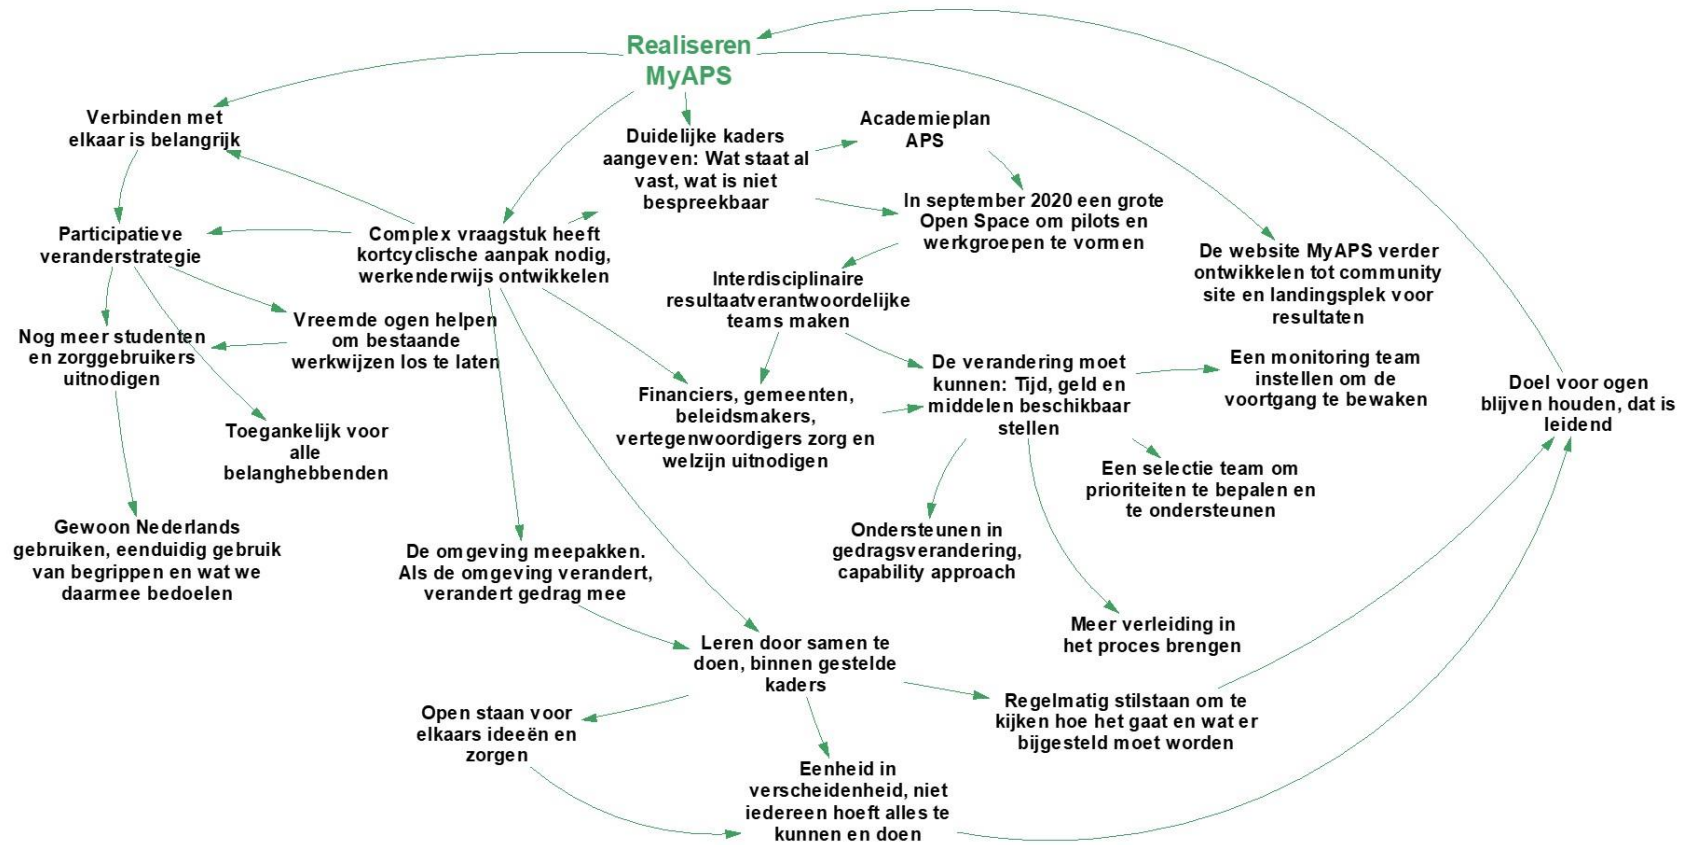 Realiseren
MyAPS
Verbinden met
elkaar is belangrijk
Duidelijke kaders
aangeven: Wat staat al
vast, wat is niet
bespreekbaar
Academieplan
APS
In september 2020 een grote
Open Space om pilots en
werkgroepen te vormen
Participatieve
veranderstrategie
Complex vraagstuk heeft
kortcyclische aanpak nodig,
werkenderwijs ontwikkelen
De website MyAPS verder
ontwikkelen tot community
site en landingsplek voor
resultaten
Interdisciplinaire
resultaatverantwoordelijke
teams maken
Nog meer studenten
en zorggebruikers
uitnodigen
Vreemde ogen helpen
om bestaande
werkwijzen los te laten
De verandering moet
kunnen: Tijd, geld en
middelen beschikbaar
stellen
Een monitoring team
instellen om de
voortgang te bewaken
Doel voor ogen
blijven houden, dat is
leidend
Financiers, gemeenten,
beleidsmakers,
vertegenwoordigers zorg en
welzijn uitnodigen
Toegankelijk voor
alle
belanghebbenden
Een selectie team om
prioriteiten te bepalen en
te ondersteunen
Gewoon Nederlands
gebruiken, eenduidig gebruik
van begrippen en wat we
daarmee bedoelen
De omgeving meepakken.
Als de omgeving verandert,
verandert gedrag mee
Ondersteunen in
gedragsverandering,
capability approach
Meer verleiding in
het proces brengen
Leren door samen te
doen, binnen gestelde
kaders
Regelmatig stilstaan om te
kijken hoe het gaat en wat er
bijgesteld moet worden
Open staan voor
elkaars ideeën en
zorgen
Eenheid in
verscheidenheid, niet
iedereen hoeft alles te
kunnen en doen